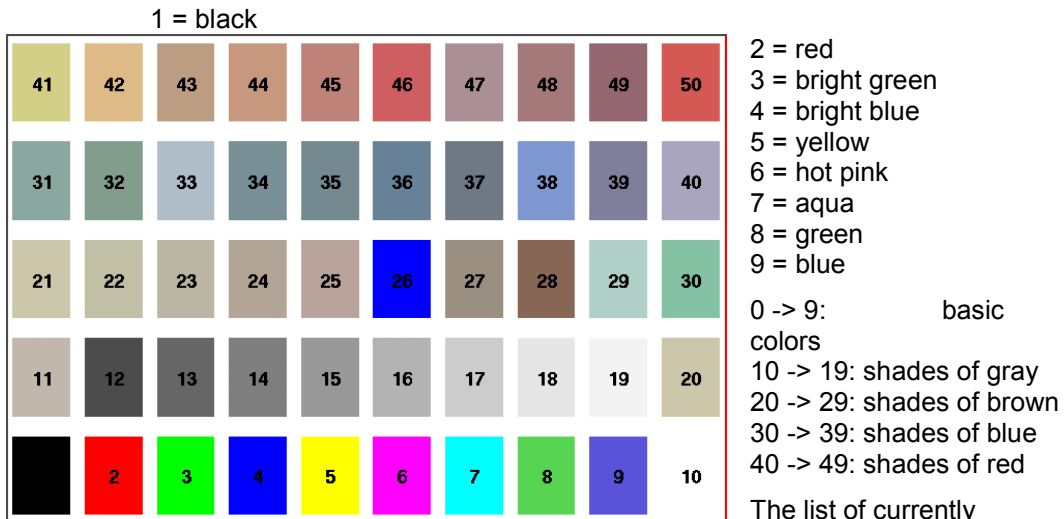 1 = black
41 42 43 44 45 46 47 48 49 50
31 32 33 34 35 36 37 38 39 40
21 22 23 24 25 26 27 28 29 30
11 12 13 14 15 16 17 18 19 20
2 3 4 5 6 7 8 9 10
2 = red
3 = bright green
4 = bright blue
5 = yellow
6 = hot pink
7 = aqua
8 = green
9 = blue
0 -> 9: basic
colors
10 -> 19: shades of gray
20 -> 29: shades of brown
30 -> 39: shades of blue
40 -> 49: shades of red
The list of currently